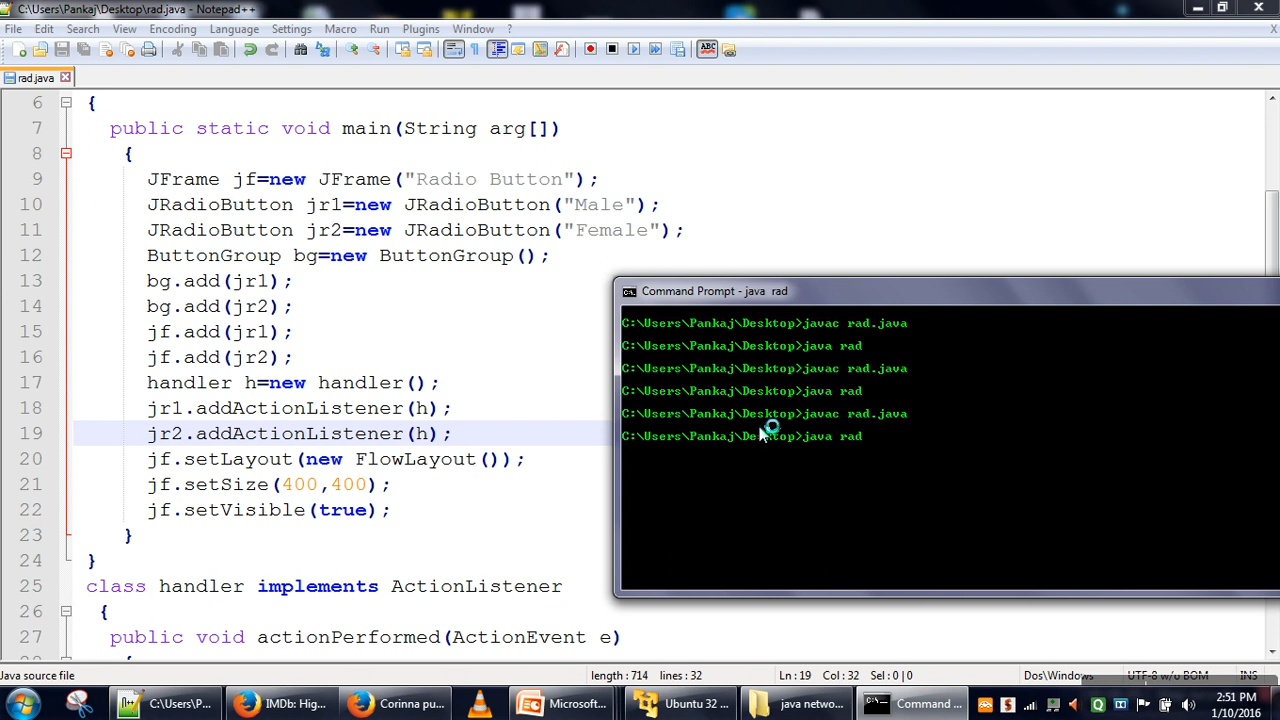 C:\Users\Pankaj\Desktop\rad.java - Notepad++
File Edit Search View Encoding Language Settings Macro Run Plugins Window ? X
rad.java
6 {
7 public static void main(String arg[])
8 {
9 JFrame jf=new JFrame("Radio Button");
10 JRadioButton jr1=new JRadioButton("Male");
11 JRadioButton jr2=new JRadioButton("Female");
12 ButtonGroup bg=new ButtonGroup();
13 bg.add(jr1);
14 bg.add(jr2);
15 jf.add(jr1);
16 jf.add(jr2);
17 handler h=new handler();
18 jr1.addActionListener(h);
19 jr2.addActionListener(h);
20 jf.setLayout(new FlowLayout());
21 jf.setSize(400,400);
22 jf.setVisible(true);
23 }
24 }
25 class handler implements ActionListener
26 {
27 public void actionPerformed(ActionEvent e)
Command Prompt - java rad
C:\Users\Pankaj\Desktop>javac rad.java
C:\Users\Pankaj\Desktop>java rad
C:\Users\Pankaj\Desktop>javac rad.java
C:\Users\Pankaj\Desktop>java rad
C:\Users\Pankaj\Desktop>javac rad.java
C:\Users\Pankaj\Desktop>java rad
Java source file length : 714 lines : 32 Ln : 19 Col : 32 Sel : 0 | 0 Dos\Windows UTF-8 w/o BOM INS
C:\Users\P... IMDb: Hig... Corinna pu... Microsoft... Ubuntu 32 ... java netwo... Command ...
2:51 PM
1/10/2016